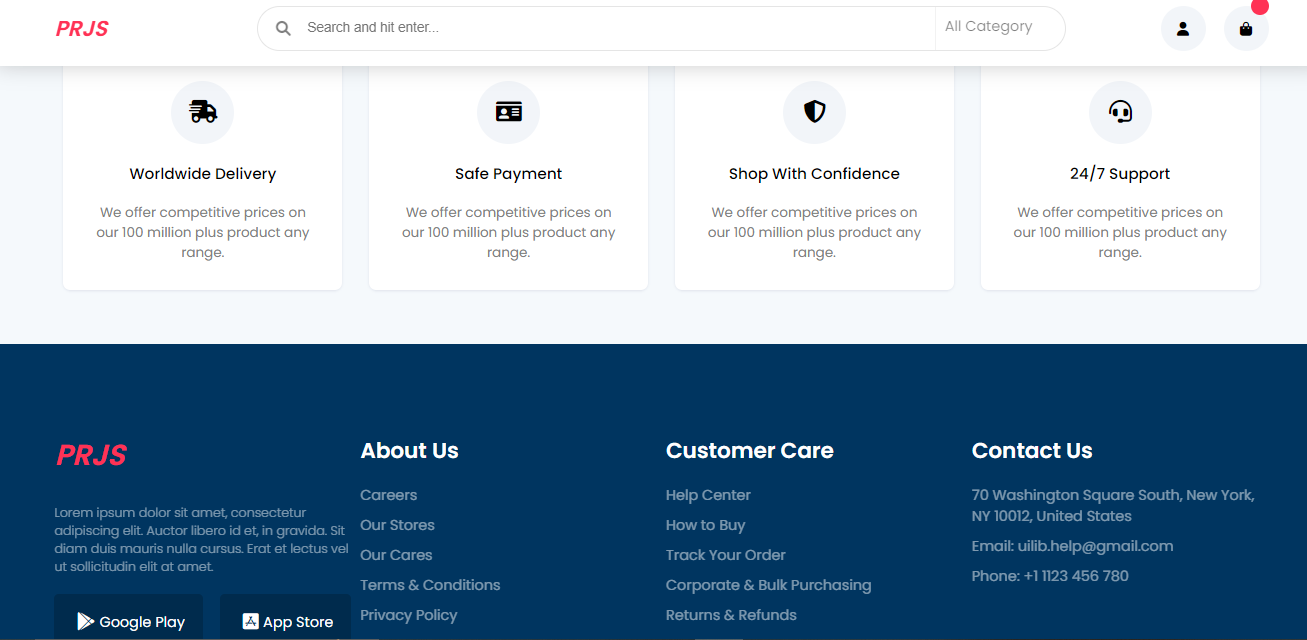 PRJS
Search and hit enter...
All Category
Worldwide Delivery
We offer competitive prices on
our 100 million plus product any
range.
Safe Payment
We offer competitive prices on
our 100 million plus product any
range.
Shop With Confidence
We offer competitive prices on
our 100 million plus product any
range.
24/7 Support
We offer competitive prices on
our 100 million plus product any
range.
PRJS
Lorem ipsum dolor sit amet, consectetur
adipiscing elit. Auctor libero id et, in gravida. Sit
diam duis mauris nulla cursus. Erat et lectus vel
ut sollicitudin elit at amet.
Google Play
App Store
About Us
Careers
Our Stores
Our Cares
Terms & Conditions
Privacy Policy
Customer Care
Help Center
How to Buy
Track Your Order
Corporate & Bulk Purchasing
Returns & Refunds
Contact Us
70 Washington Square South, New York,
NY 10012, United States
Email: uilib.help@gmail.com
Phone: +1 1123 456 780